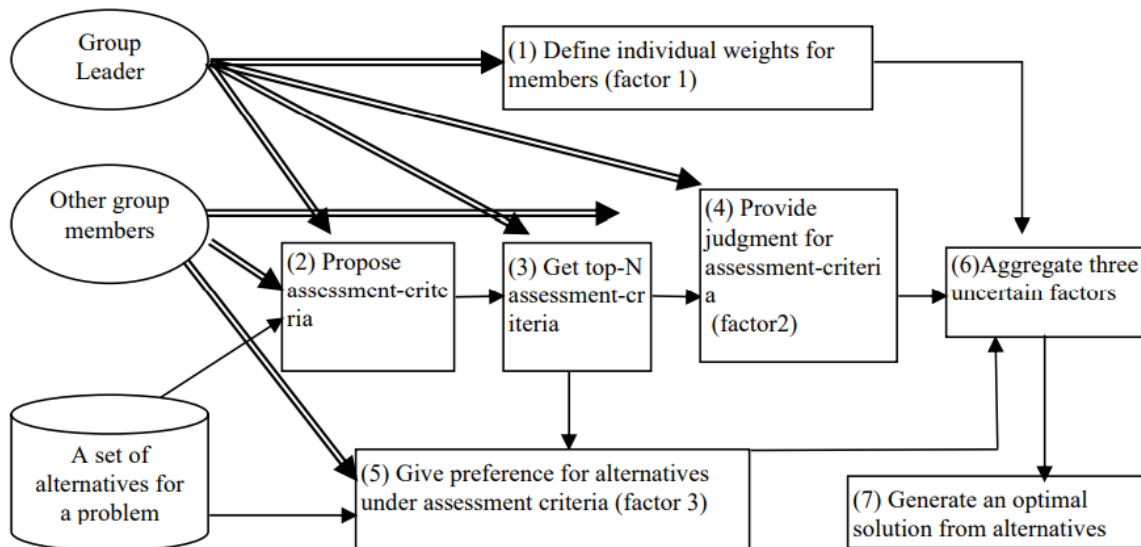 Group
Leader
(1) Define individual weights for
members (factor 1)
Other group
members
(2) Propose
assessment-crite
ria
(3) Get top-N
assessment-cr
iteria
(4) Provide
judgment for
assessment-criteri
a
(factor2)
(6)Aggregate three
uncertain factors
A set of
alternatives for
a problem
(5) Give preference for alternatives
under assessment criteria (factor 3)
(7) Generate an optimal
solution from alternatives